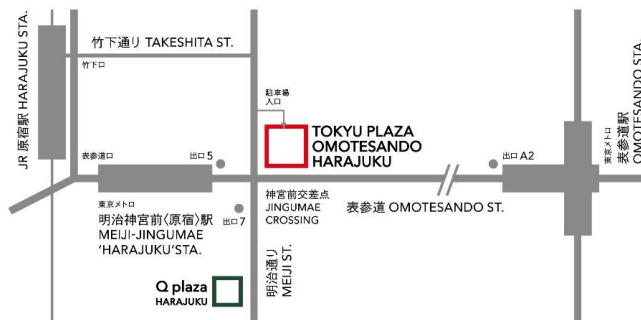 JR 原宿駅 HARAJUKU STA.
竹下通り TAKESHITA ST.
竹下口
駐車場
入口
TOKYU PLAZA
OMOTESANDO
HARAJUKU
表参道口
出口 5
出口 A2
東京メトロ
表参道駅
OMOTESANDO STA.
東京メトロ
明治神宮前〈原宿〉駅
MEIJI-JINGUMAE
'HARAJUKU'STA.
出口 7
神宮前交差点
JINGUMAE
CROSSING
表参道 OMOTESANDO ST.
明治通り
MEIJI ST.
Q plaza
HARAJUKU